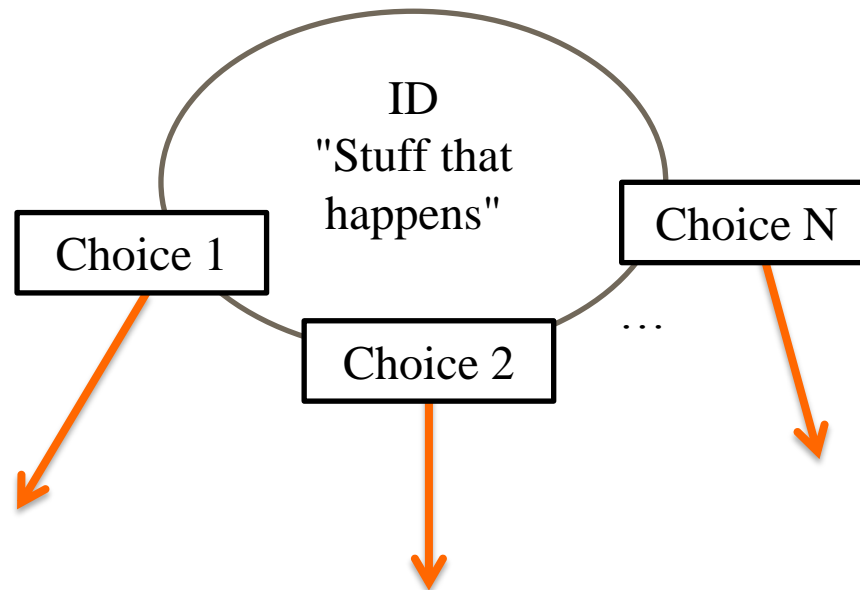 ID
"Stuff that
happens"
Choice 1
Choice 2
...
Choice N